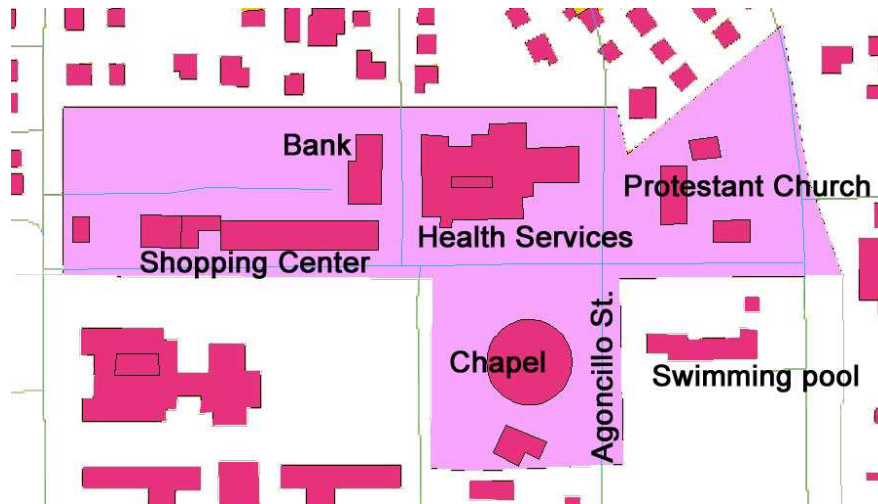 Bank
Protestant Church
Health Services
Shopping Center
Agoncillo St.
Chapel
Swimming pool